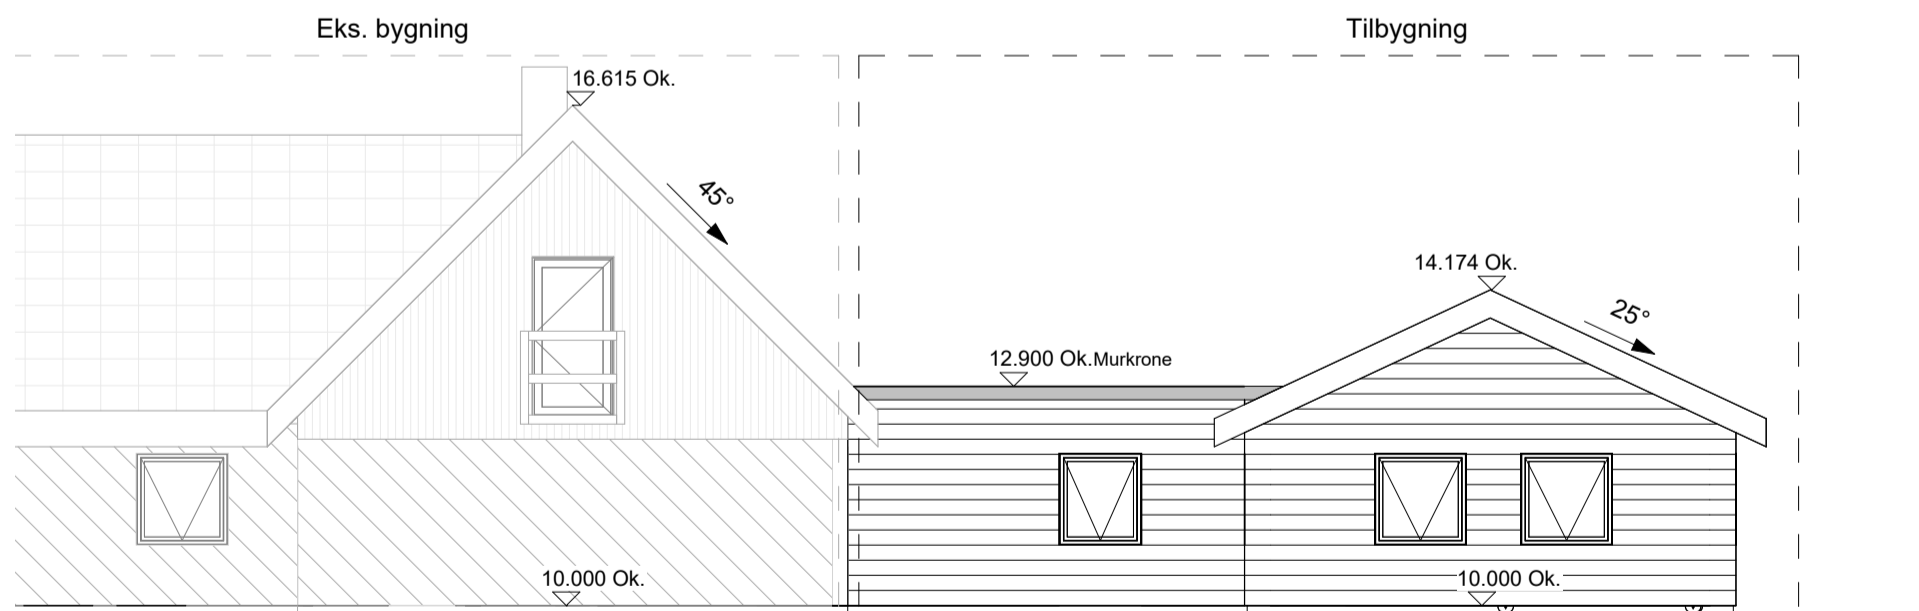 Eks. bygning
Tilbygning
16.615 Ok.
45°
14.174 Ok.
25°
12.900 Ok.Murkrone
10.000 Ok.
10.000 Ok.